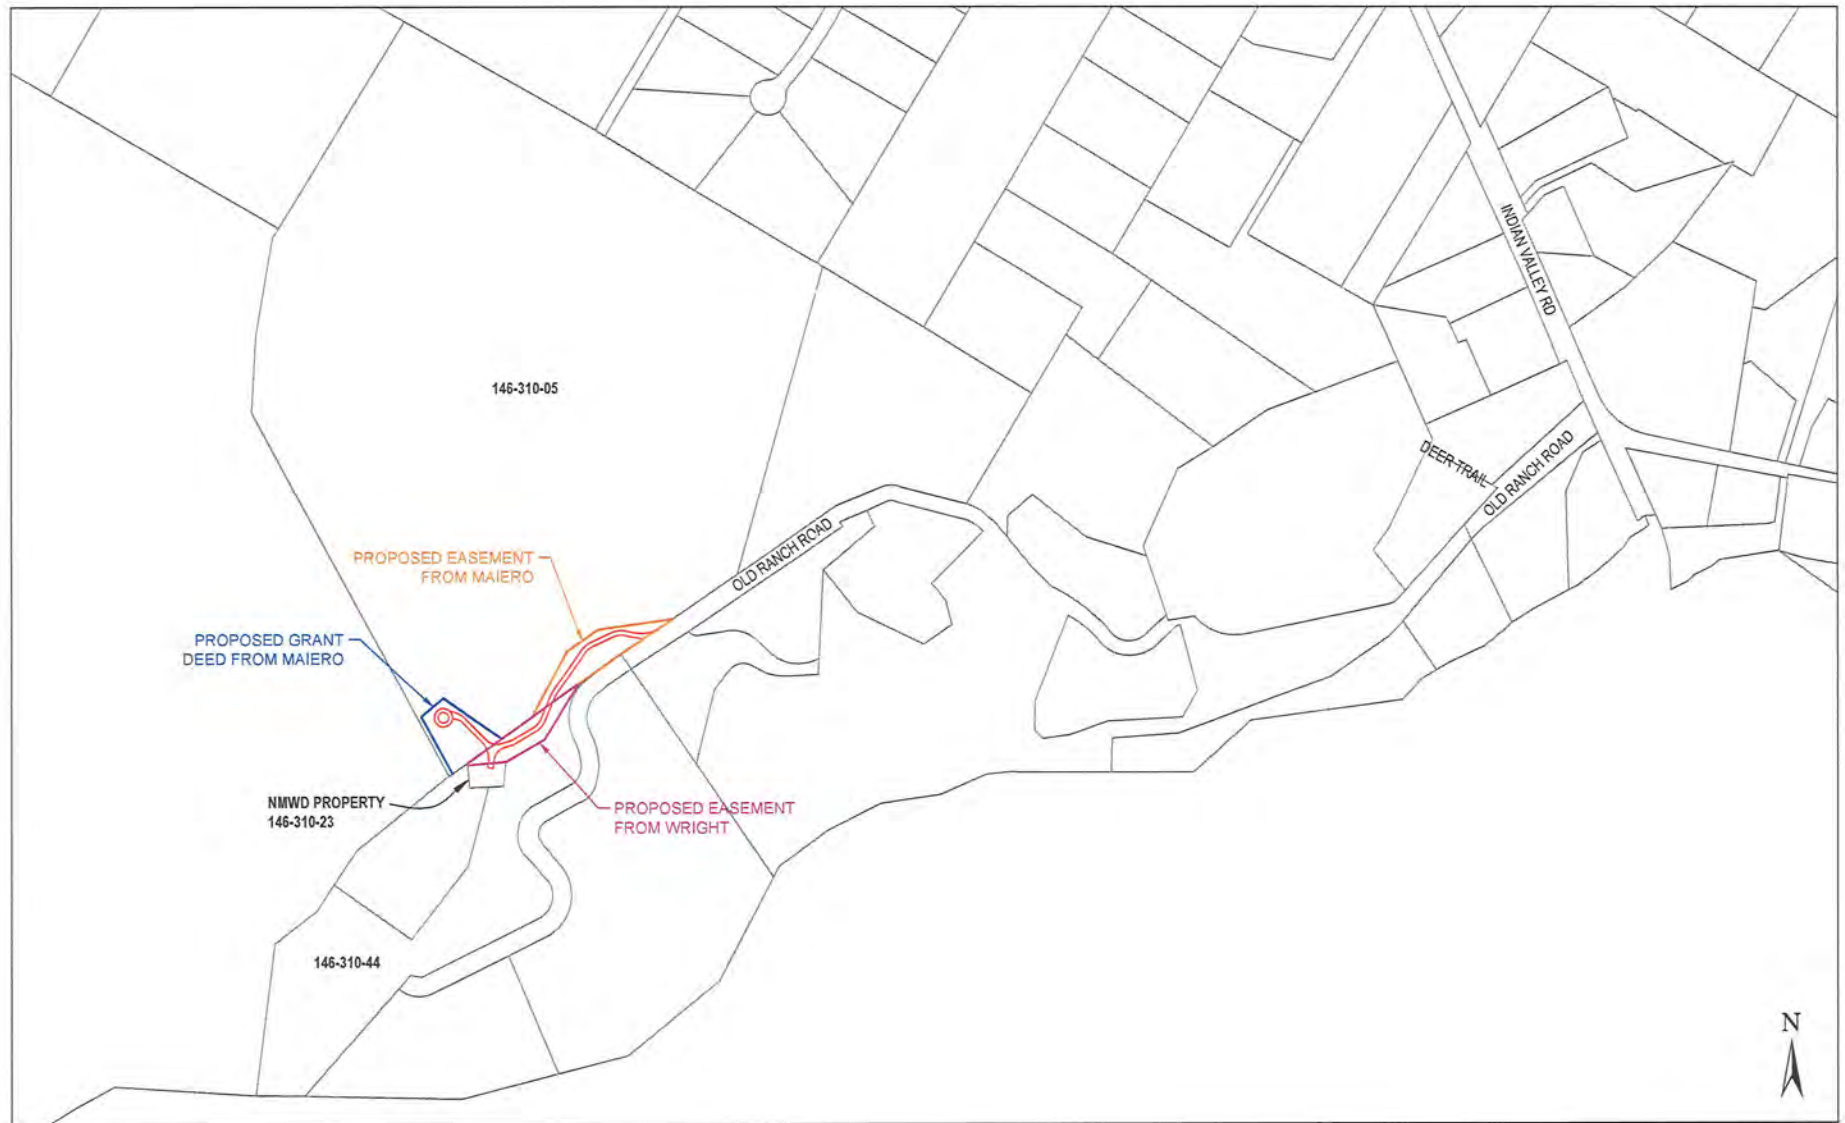 INDIAN VALLEY RD
146-310-05
DEER TRAIL
OLD RANCH ROAD
OLD RANCH ROAD
PROPOSED EASEMENT
FROM MAIERO
PROPOSED GRANT
DEED FROM MAIERO
NMWD PROPERTY
146-310-23
PROPOSED EASEMENT
FROM WRIGHT
146-310-44
N